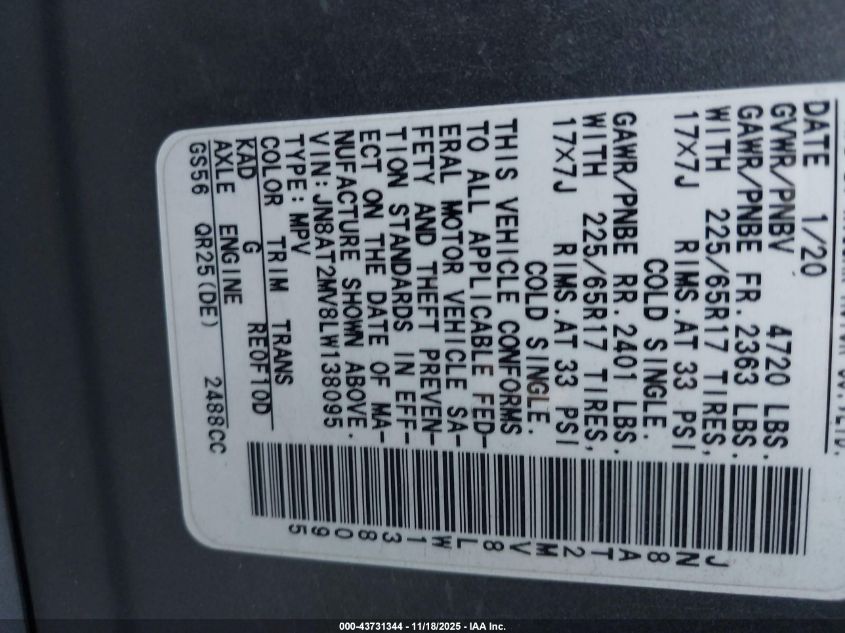 DATE 1/20
GVWR/PNBV 4720 LBS.
GAWR/PNBE FR. 2363 LBS.
WITH 225/65R17 TIRES,
17X7J RIMS.AT 33 PSI
COLD SINGLE.
GAWR/PNBE RR. 2401 LBS.
WITH 225/65R17 TIRES,
17X7J RIMS.AT 33 PSI
COLD SINGLE.
THIS VEHICLE CONFORMS
TO ALL APPLICABLE FED-
ERAL MOTOR VEHICLE SA-
FETY AND THEFT PREVEN-
TION STANDARDS IN EFF-
ECT ON THE DATE OF MA-
NUFACTURE SHOWN ABOVE.
VIN:JN8AT2MV8LW138095
TYPE:MPV
COLOR TRIM TRANS
KAD G RE0F10D
AXLE ENGINE
GS56 QR25(DE) 2488CC
JN8AT2MV8LW138095
000-43731344 - 11/18/2025 - IAA Inc.